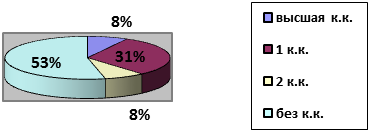 8%
31%
53%
8%
высшая к.к.
1 к.к.
2 к.к.
без к.к.